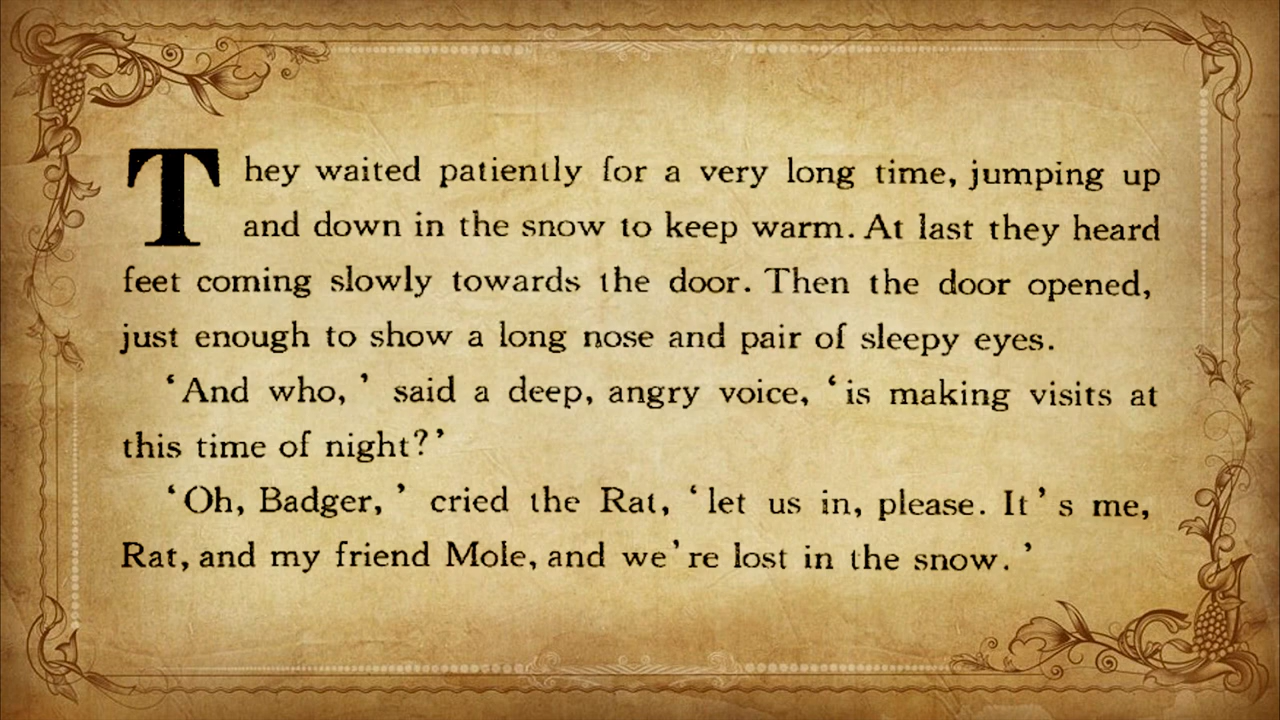 They waited patiently for a very long time, jumping up
and down in the snow to keep warm. At last they heard
feet coming slowly towards the door. Then the door opened,
just enough to show a long nose and pair of sleepy eyes.
‘And who,’ said a deep, angry voice, ‘is making visits at
this time of night?’
‘Oh, Badger,’ cried the Rat, ‘let us in, please. It’s me,
Rat, and my friend Mole, and we’re lost in the snow.’